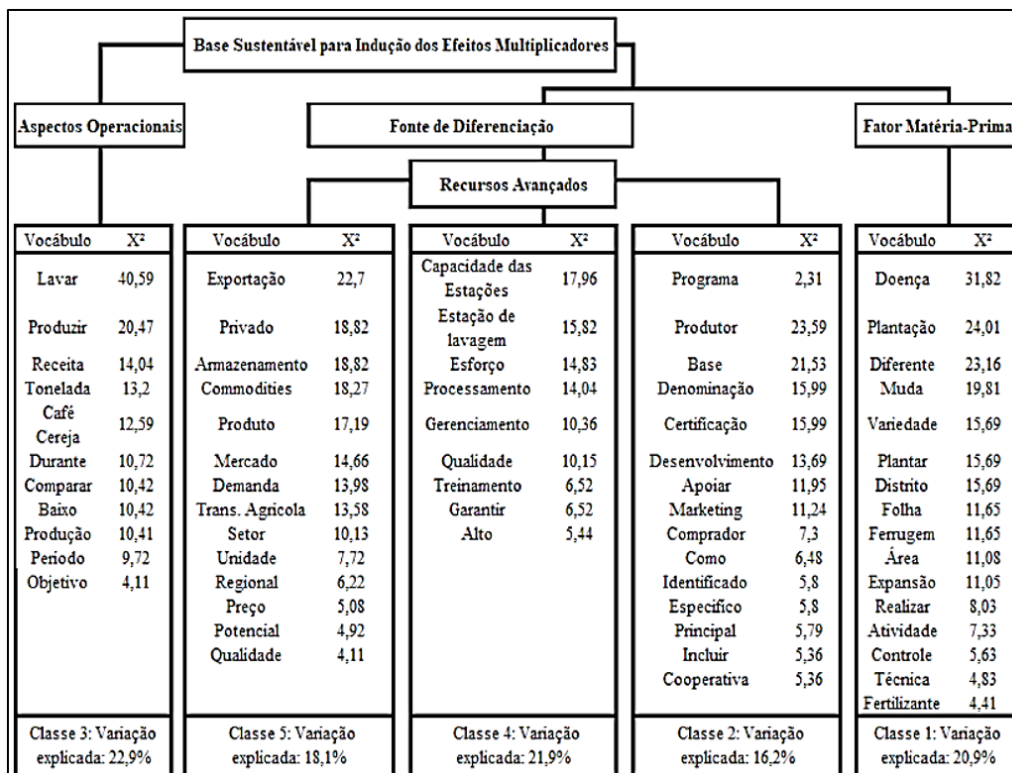 Base Sustentável para Indução dos Efeitos Multiplicadores
Aspectos Operacionais
Fonte de Diferenciação
Fator Matéria-Prima
Recursos Avançados
Vocábulo X²
Lavar 40,59
Produzir 20,47
Receita 14,04
Tonelada 13,2
Café
Cereja 12,59
Durante 10,72
Comparar 10,42
Baixo 10,42
Produção 10,41
Período 9,72
Objetivo 4,11
Classe 3: Variação
explicada: 22,9%
Vocábulo X²
Exportação 22,7
Privado 18,82
Armazenamento 18,82
Commodities 18,27
Produto 17,19
Mercado 14,66
Demanda 13,98
Trans. Agricola 13,58
Setor 10,13
Unidade 7,72
Regional 6,22
Preço 5,08
Potencial 4,92
Qualidade 4,11
Classe 5: Variação
explicada: 18,1%
Vocábulo X²
Capacidade das
Estações 17,96
Estação de
lavagem 15,82
Esforço 14,83
Processamento 14,04
Gerenciamento 10,36
Qualidade 10,15
Treinamento 6,52
Garantir 6,52
Alto 5,44
Classe 4: Variação
explicada: 21,9%
Vocábulo X²
Programa 2,31
Produtor 23,59
Base 21,53
Denominação 15,99
Certificação 15,99
Desenvolvimento 13,69
Apoiar 11,95
Marketing 11,24
Comprador 7,3
Como 6,48
Identificado 5,8
Especifico 5,8
Principal 5,79
Incluir 5,36
Cooperativa 5,36
Classe 2: Variação
explicada: 16,2%
Vocábulo X²
Doença 31,82
Plantação 24,01
Diferente 23,16
Muda 19,81
Variedade 15,69
Plantar 15,69
Distrito 15,69
Folha 11,65
Ferrugem 11,65
Área 11,08
Expansão 11,05
Realizar 8,03
Atividade 7,33
Controle 5,63
Técnica 4,83
Fertilizante 4,41
Classe 1: Variação
explicada: 20,9%